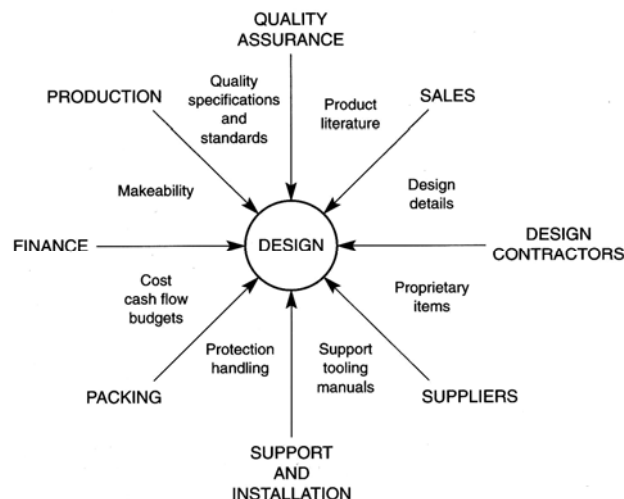 QUALITY
ASSURANCE
PRODUCTION
Quality
specifications
and
standards
Product
literature
SALES
Makeability
Design
details
FINANCE
DESIGN
DESIGN
CONTRACTORS
Cost
cash flow
budgets
Proprietary
items
Protection
handling
Support
tooling
manuals
PACKING
SUPPLIERS
SUPPORT
AND
INSTALLATION